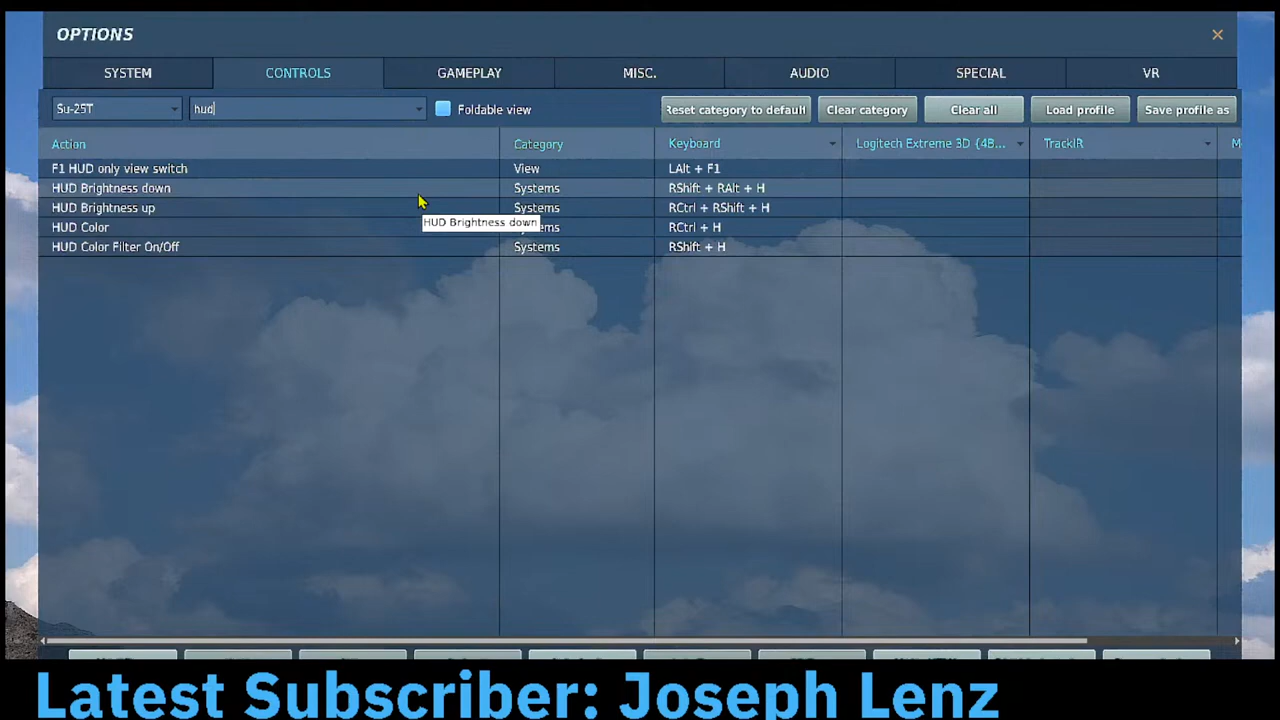 OPTIONS
SYSTEM CONTROLS GAMEPLAY MISC. AUDIO SPECIAL VR
Su-25T hud Foldable view Reset category to default Clear category Clear all Load profile Save profile as
Action Category Keyboard Logitech Extreme 3D {4B... TrackIR M
F1 HUD only view switch View LAlt + F1
HUD Brightness down Systems RShift + RAlt + H
HUD Brightness up Systems RCtrl + RShift + H
HUD Brightness down
HUD Color ems RCtrl + H
HUD Color Filter On/Off Systems RShift + H
Latest Subscriber: Joseph Lenz